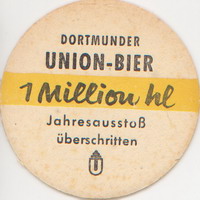 DORTMUNDER
UNION-BIER
1 Million hl
Jahresausstoß
überschritten
U